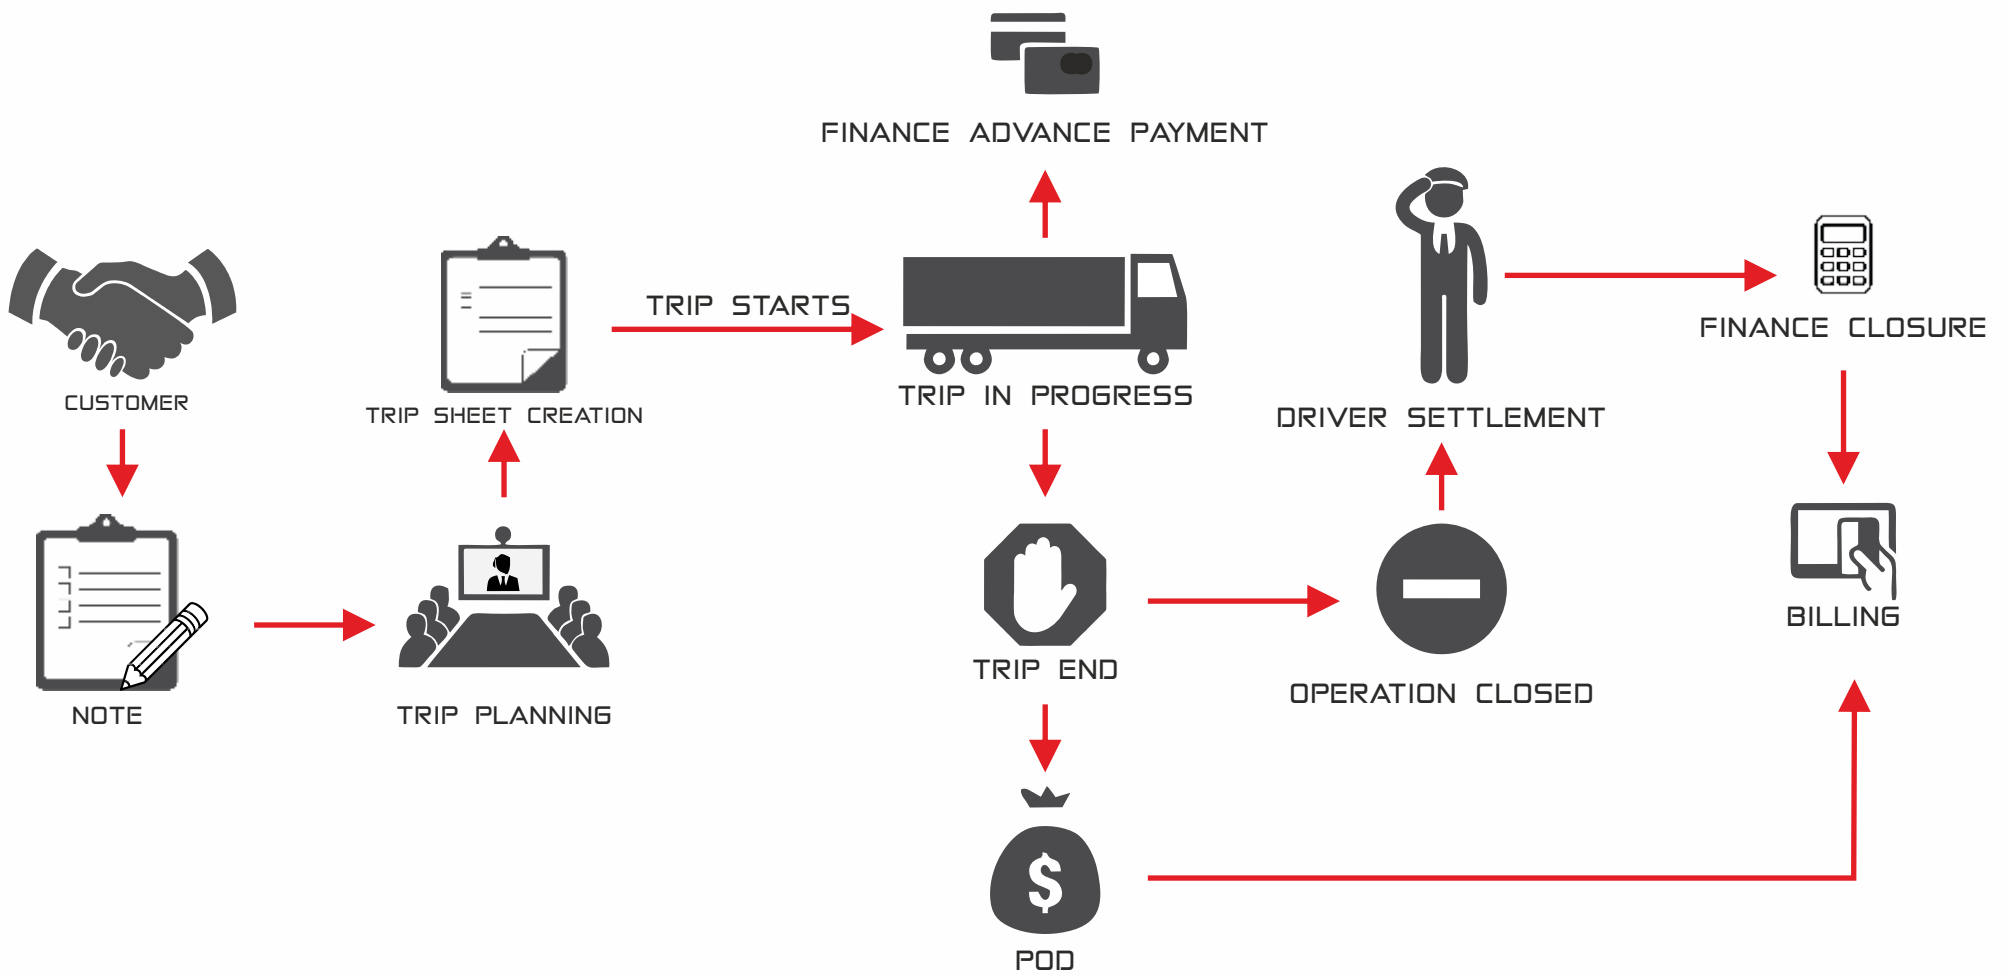 FINANCE ADVANCE PAYMENT
TRIP STARTS
CUSTOMER
TRIP SHEET CREATION
TRIP IN PROGRESS
DRIVER SETTLEMENT
FINANCE CLOSURE
NOTE
TRIP PLANNING
TRIP END
OPERATION CLOSED
BILLING
$
POD